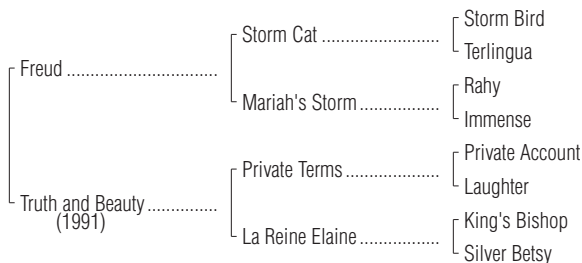 Storm Bird
Storm Cat ........................
Terlingua
Freud ...............................
Rahy
Mariah's Storm ................
Immense
Private Account
Private Terms ...................
Laughter
Truth and Beauty ..............
(1991)
King's Bishop
La Reine Elaine ................
Silver Betsy